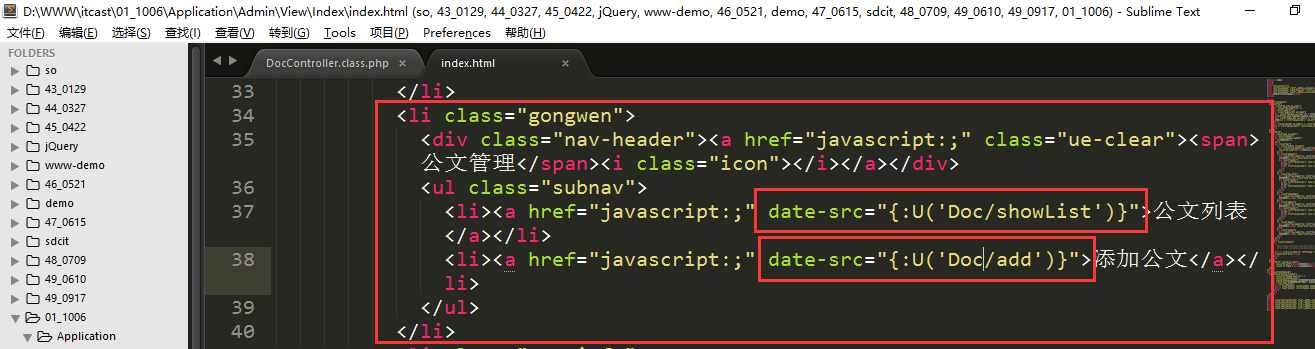 D:\WWW\itcast\01_1006\Application\Admin\View\Index\index.html (so, 43_0129, 44_0327, 45_0422, jQuery, www-demo, 46_0521, demo, 47_0615, sdcit, 48_0709, 49_0610, 49_0917, 01_1006) - Sublime Text
文件(F) 编辑(E) 选择(S) 查找(I) 查看(V) 转到(G) Tools 项目(P) Preferences 帮助(H)
FOLDERS
so
43_0129
44_0327
45_0422
jQuery
www-demo
46_0521
demo
47_0615
sdcit
48_0709
49_0610
49_0917
01_1006
Application
DocController.class.php × index.html ×
33 </li>
34 <li class="gongwen">
35 <div class="nav-header"><a href="javascript:;" class="ue-clear"><span>
公文管理</span><i class="icon"></i></a></div>
36 <ul class="subnav">
37 <li><a href="javascript:;" date-src="{:U('Doc/showList')}">公文列表
</a></li>
38 <li><a href="javascript:;" date-src="{:U('Doc/add')}">添加公文</a></
li>
39 </ul>
40 </li>